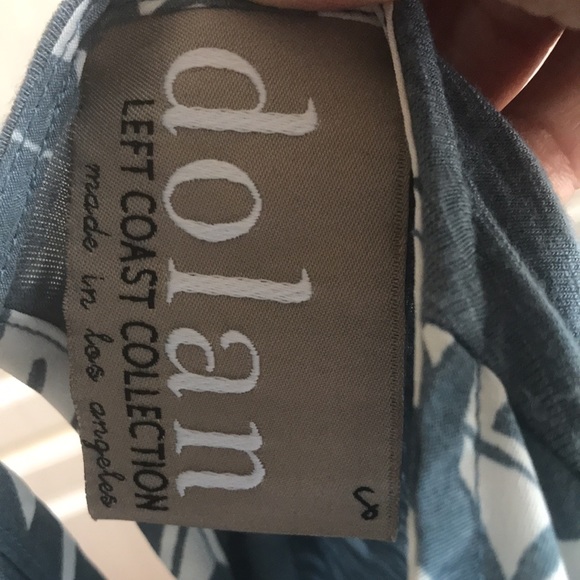 dolan
LEFT COAST COLLECTION
made in los angeles
s